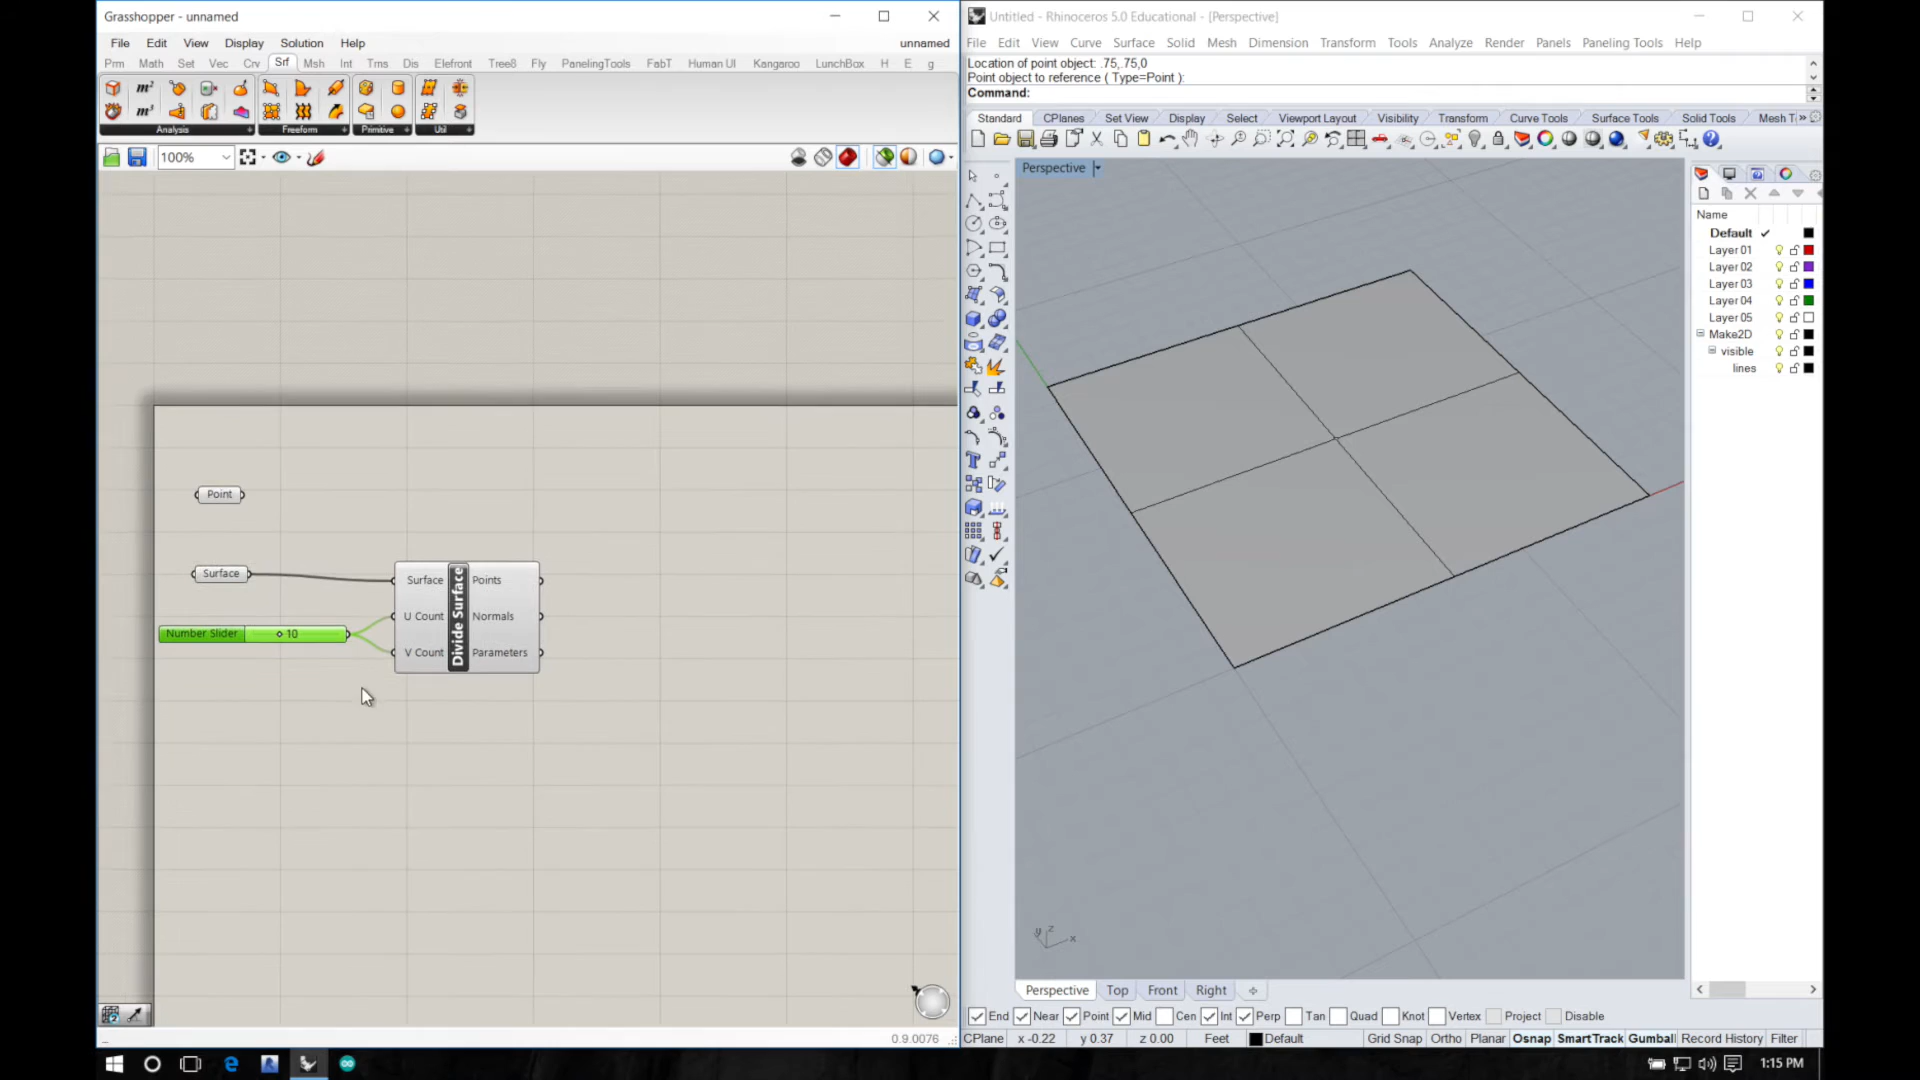 Grasshopper - unnamed
File Edit View Display Solution Help unnamed
Prm Math Set Vec Crv Srf Msh Int Trns Dis Elefront Tree8 Fly PanelingTools FabT Human UI Kangaroo LunchBox H E g
m²
m³
Analysis Freeform Primitive Util
100%
Point
Surface
Number Slider 10
Divide Surface
Surface Points
U Count Normals
V Count Parameters
0.9.0076
Untitled - Rhinoceros 5.0 Educational - [Perspective]
File Edit View Curve Surface Solid Mesh Dimension Transform Tools Analyze Render Panels Paneling Tools Help
Location of point object: .75,.75,0
Point object to reference ( Type=Point ):
Command:
Standard CPlanes Set View Display Select Viewport Layout Visibility Transform Curve Tools Surface Tools Solid Tools Mesh T
Perspective
Name
Default
Layer 01
Layer 02
Layer 03
Layer 04
Layer 05
Make2D
visible
lines
y z x
Perspective Top Front Right
End Near Point Mid Cen Int Perp Tan Quad Knot Vertex Project Disable
CPlane x -0.22 y 0.37 z 0.00 Feet Default Grid Snap Ortho Planar Osnap SmartTrack Gumball Record History Filter
1:15 PM